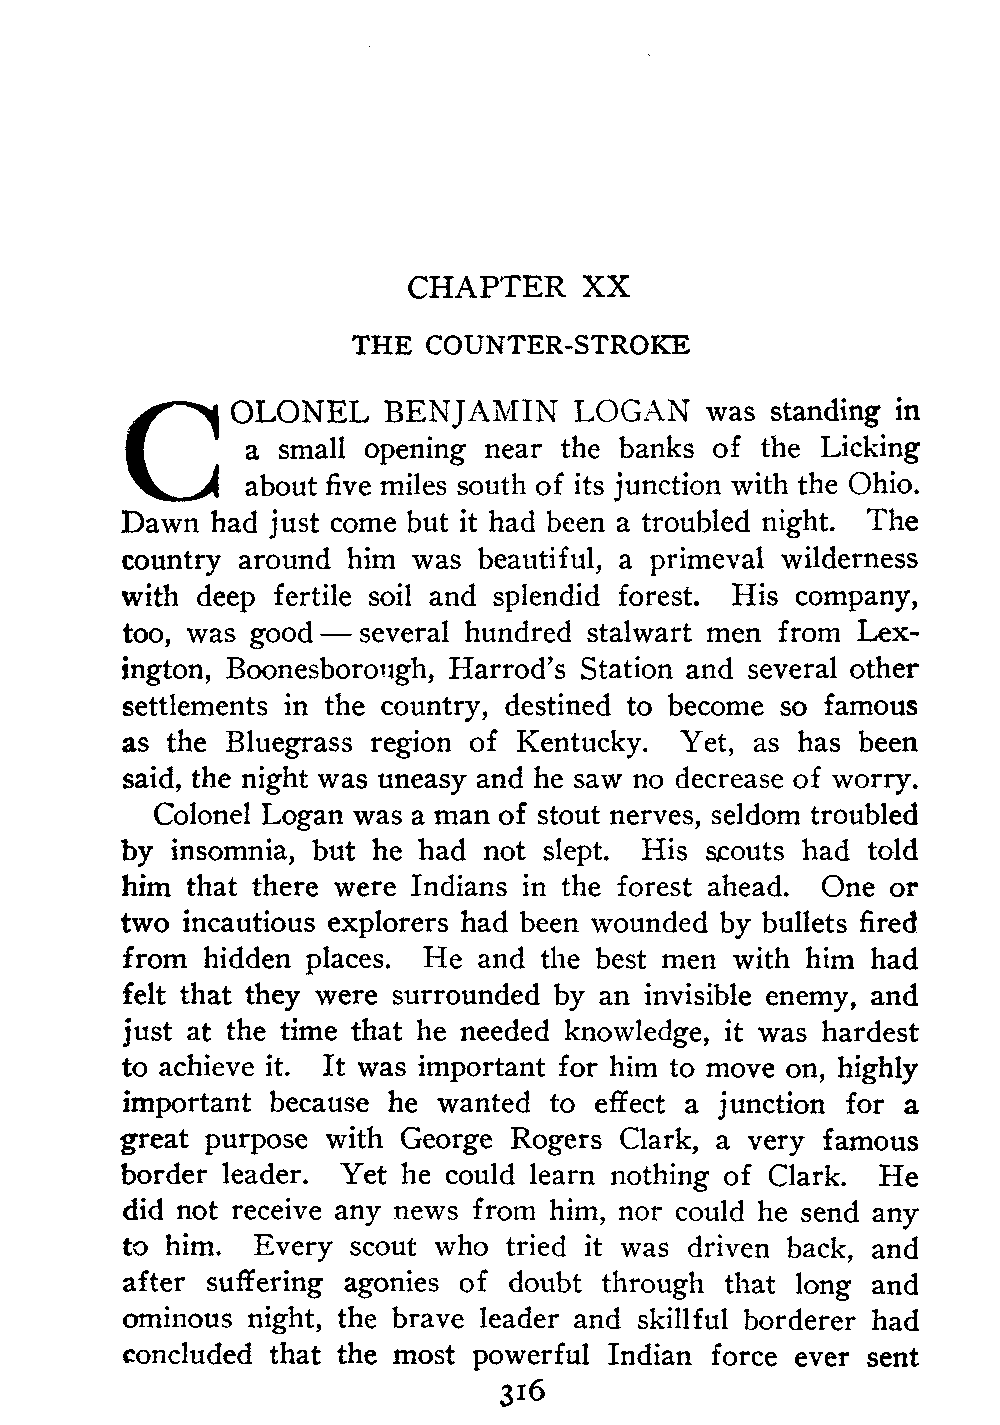 CHAPTER XX
THE COUNTER-STROKE
COLONEL BENJAMIN LOGAN was standing in
a small opening near the banks of the Licking
about five miles south of its junction with the Ohio.
Dawn had just come but it had been a troubled night. The
country around him was beautiful, a primeval wilderness
with deep fertile soil and splendid forest. His company,
too, was good — several hundred stalwart men from Lex-
ington, Boonesborough, Harrod's Station and several other
settlements in the country, destined to become so famous
as the Bluegrass region of Kentucky. Yet, as has been
said, the night was uneasy and he saw no decrease of worry.
Colonel Logan was a man of stout nerves, seldom troubled
by insomnia, but he had not slept. His scouts had told
him that there were Indians in the forest ahead. One or
two incautious explorers had been wounded by bullets fired
from hidden places. He and the best men with him had
felt that they were surrounded by an invisible enemy, and
just at the time that he needed knowledge, it was hardest
to achieve it. It was important for him to move on, highly
important because he wanted to effect a junction for a
great purpose with George Rogers Clark, a very famous
border leader. Yet he could learn nothing of Clark. He
did not receive any news from him, nor could he send any
to him. Every scout who tried it was driven back, and
after suffering agonies of doubt through that long and
ominous night, the brave leader and skillful borderer had
concluded that the most powerful Indian force ever sent
316